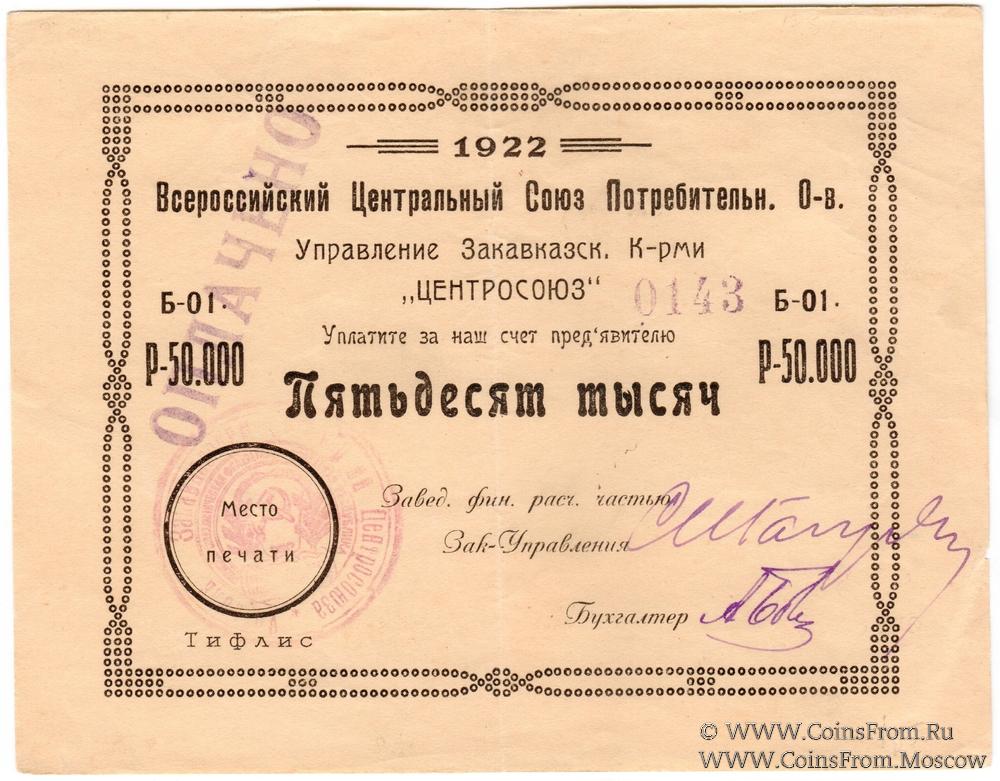 ОПЛАЧЕНО
1922
Всероссийский Центральный Союз Потребительн. О-в.
Управление Закавказск. К-рми
„ЦЕНТРОСОЮЗ“ 0143
Б-01. Б-01.
Уплатите за наш счет пред'явителю
Р-50.000 Р-50.000
Пятьдесят тысяч
Завед. фин. расч. частью
Зак-Управления
Место
печати
Центросоюза
Бухгалтер
Тифлис
© WWW.CoinsFrom.Ru
WWW.CoinsFrom.Moscow